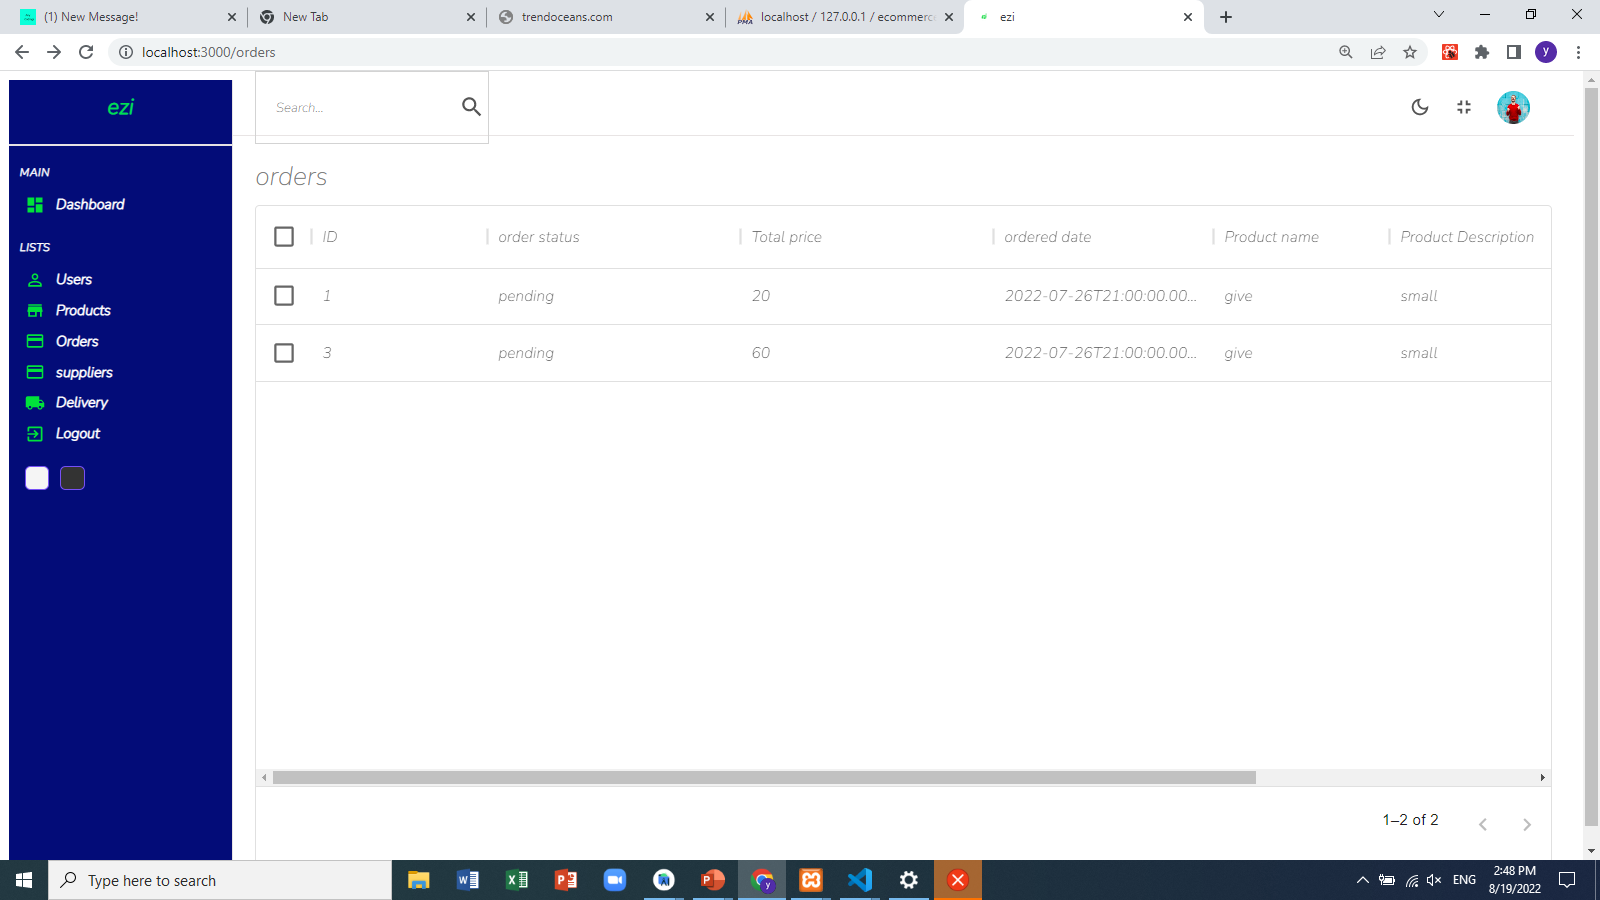 (1) New Message!
New Tab
trendoceans.com
localhost / 127.0.0.1 / ecommerc
ezi
localhost:3000/orders
y
ezi
Search...
MAIN
Dashboard
LISTS
Users
Products
Orders
suppliers
Delivery
Logout
orders
ID order status Total price ordered date Product name Product Description
1 pending 20 2022-07-26T21:00:00.00... give small
3 pending 60 2022-07-26T21:00:00.00... give small
1–2 of 2
Type here to search
ENG
2:48 PM
8/19/2022